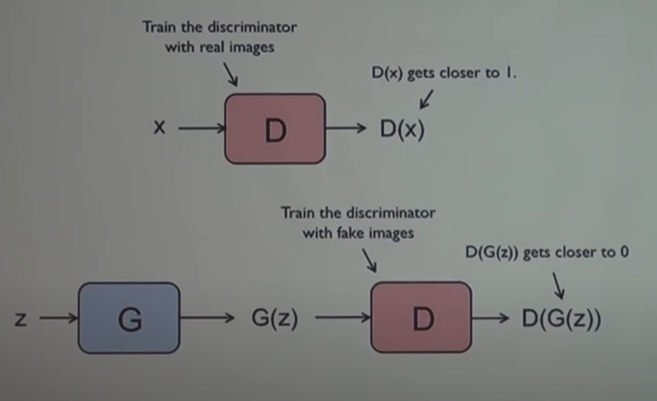 Train the discriminator
with real images
D(x) gets closer to 1.
x
D
D(x)
Train the discriminator
with fake images
D(G(z)) gets closer to 0
z
G
G(z)
D
D(G(z))